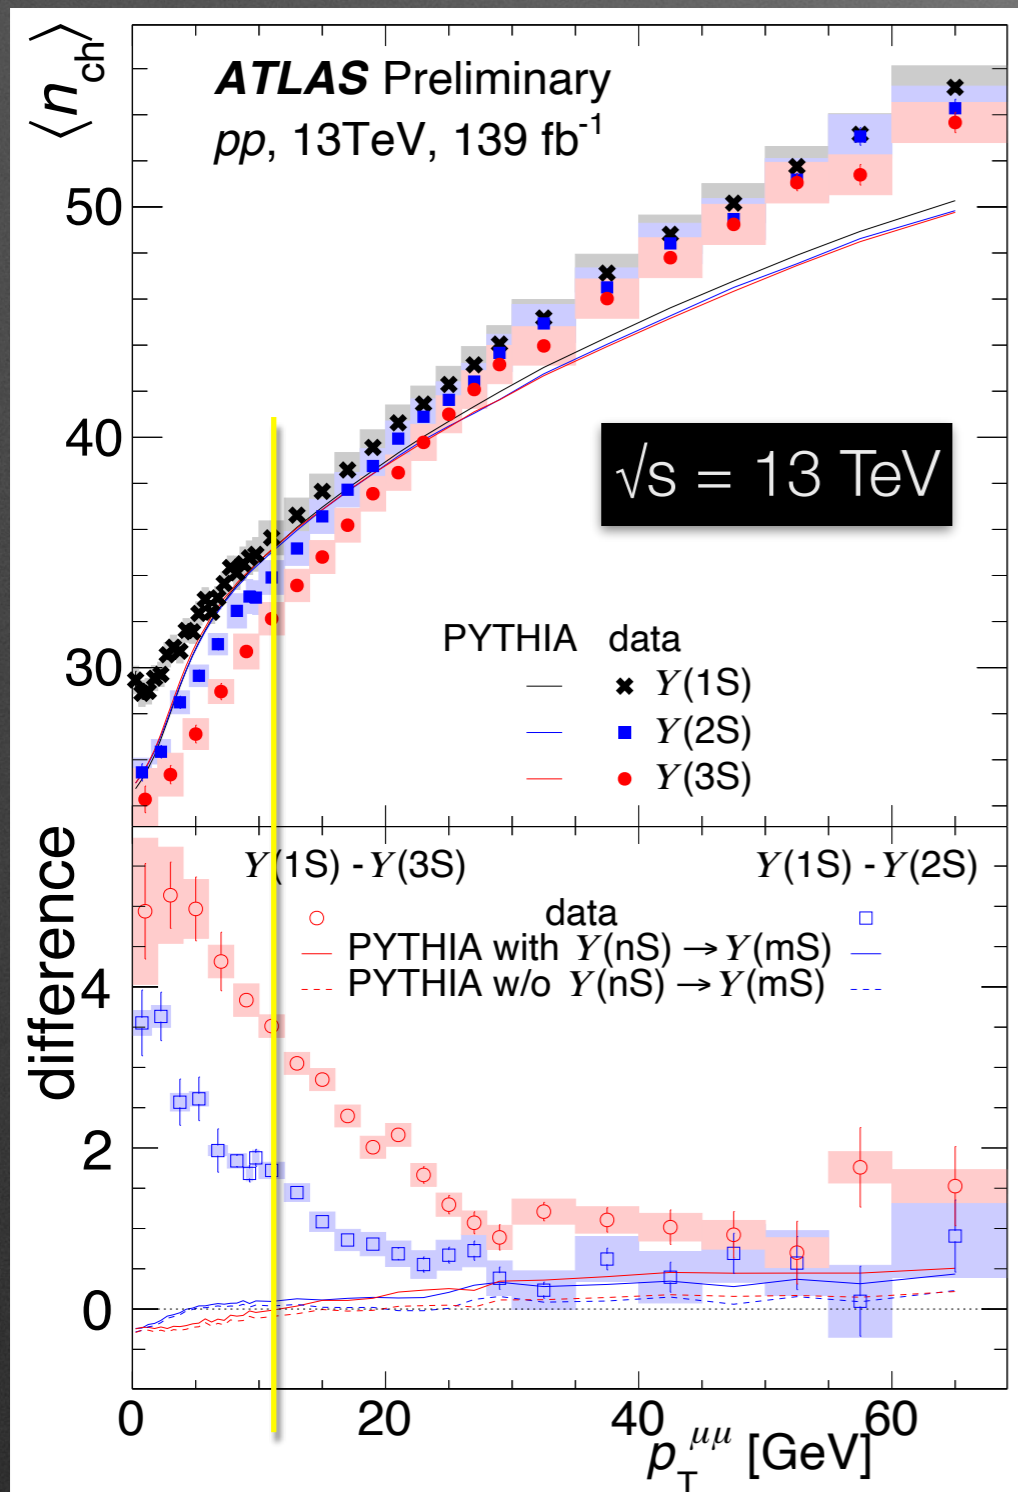 ⟨n_ch⟩
ATLAS Preliminary
pp, 13TeV, 139 fb⁻¹
50
40
30
√s = 13 TeV
PYTHIA data
Υ(1S)
Υ(2S)
Υ(3S)
difference
Υ(1S) - Υ(3S) Υ(1S) - Υ(2S)
data
PYTHIA with Υ(nS) → Υ(mS)
PYTHIA w/o Υ(nS) → Υ(mS)
4
2
0
0 20 40 60
p_T^μμ [GeV]